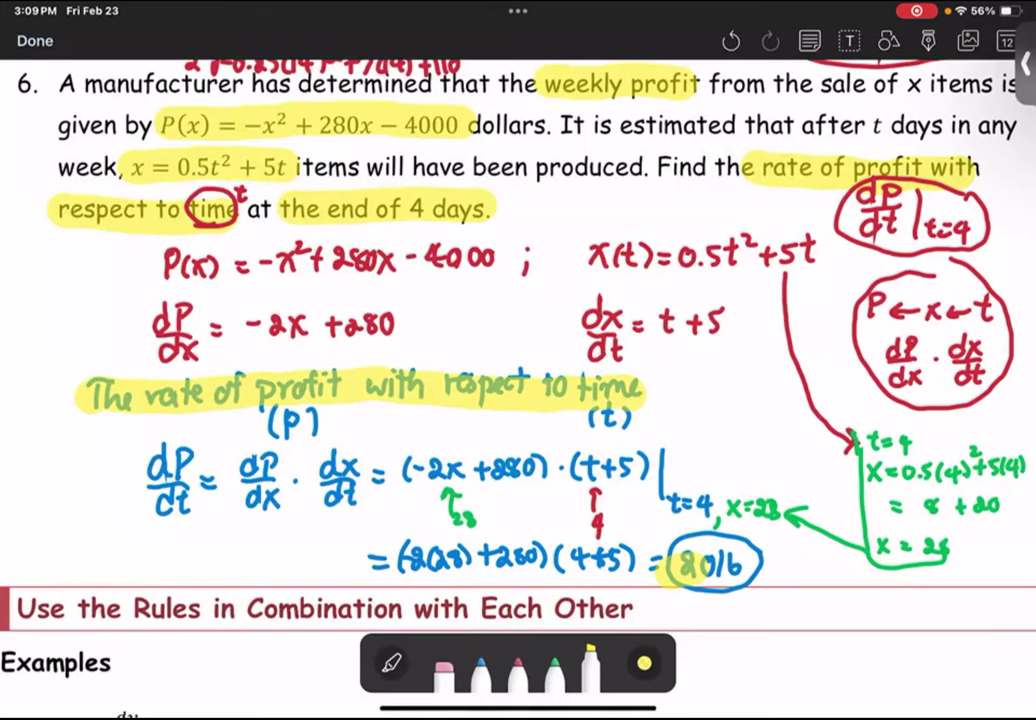 3:09 PM Fri Feb 23
56%
Done
6. A manufacturer has determined that the weekly profit from the sale of x items is
given by P(x) = −x² + 280x − 4000 dollars. It is estimated that after t days in any
week, x = 0.5t² + 5t items will have been produced. Find the rate of profit with
respect to time t at the end of 4 days.
dP/dt | t=4
P(x) = -x² + 280x - 4000 ; x(t) = 0.5t² + 5t
P ← x ← t
dP/dx = -2x + 280 dx/dt = t + 5
dP/dx · dx/dt
The rate of profit with respect to time
(P) (t)
dP/dt = dP/dx · dx/dt = (-2x + 280) · (t+5) | t=4, x=28
28 4
t=4
x = 0.5(4)² + 5(4)
= 8 + 20
x = 28
= (-2(28) + 280) (4+5) = 2016
Use the Rules in Combination with Each Other
Examples